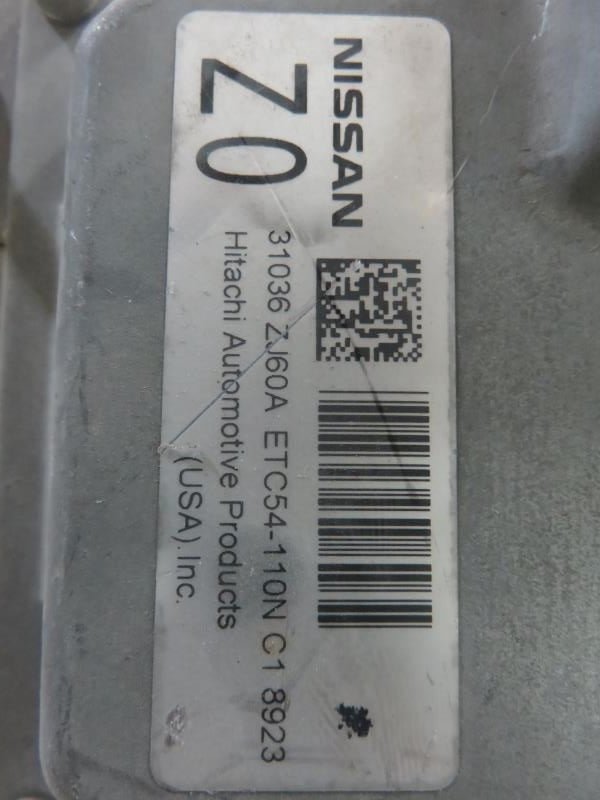 NISSAN
Z0
31036 ZJ60A ETC54-110N C1 8923
Hitachi Automotive Products
(USA). Inc.